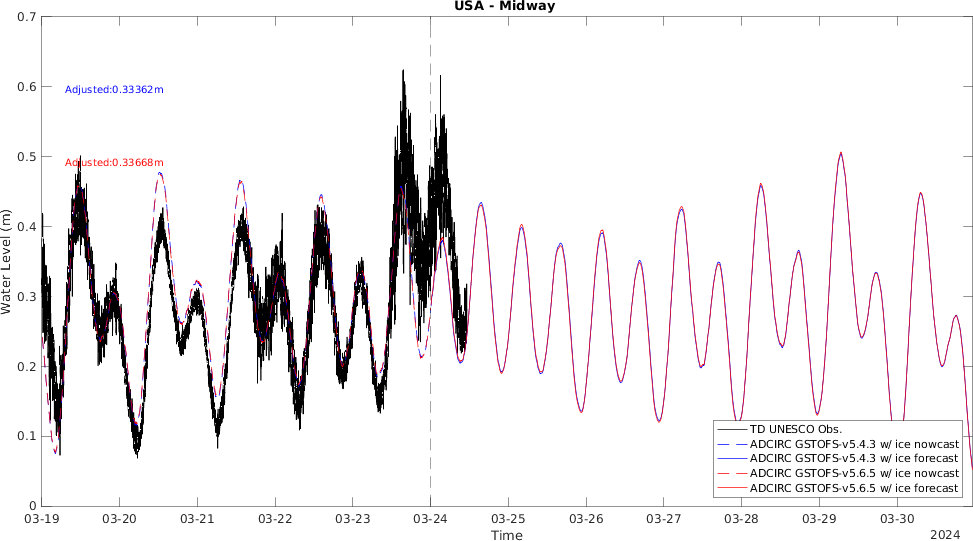 USA - Midway
0.7
0.6
0.5
0.4
0.3
0.2
0.1
0
Water Level (m)
Adjusted:0.33362m
Adjusted:0.33668m
TD UNESCO Obs.
ADCIRC GSTOFS-v5.4.3 w/ ice nowcast
ADCIRC GSTOFS-v5.4.3 w/ ice forecast
ADCIRC GSTOFS-v5.6.5 w/ ice nowcast
ADCIRC GSTOFS-v5.6.5 w/ ice forecast
03-19 03-20 03-21 03-22 03-23 03-24 03-25 03-26 03-27 03-28 03-29 03-30
Time
2024